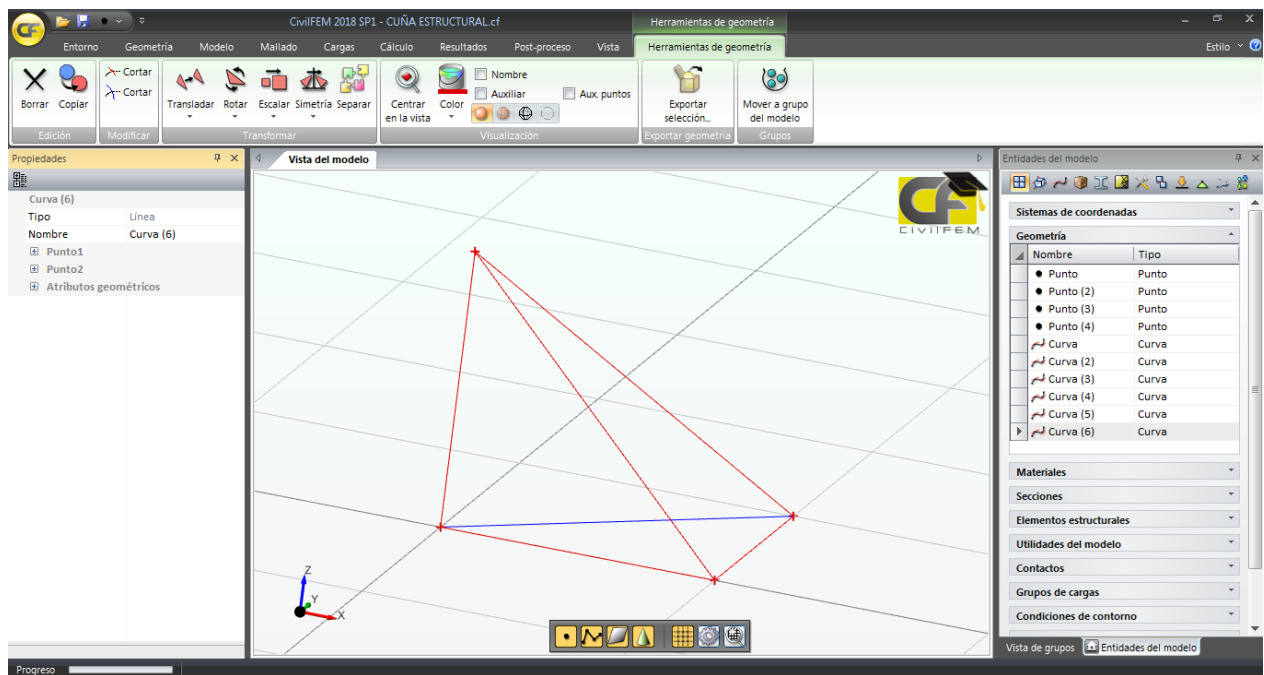 CivilFEM 2018 SP1 - CUÑA ESTRUCTURAL.cf
Herramientas de geometría
CF
Entorno Geometría Modelo Mallado Cargas Cálculo Resultados Post-proceso Vista Herramientas de geometría Estilo
Cortar
Cortar
Nombre
Auxiliar
Aux. puntos
Borrar Copiar Transladar Rotar Escalar Simetría Separar Centrar en la vista Color Exportar selección... Mover a grupo del modelo
Edición Modificar Transformar Visualización Exportar geometría Grupos
Propiedades
Curva (6)
Tipo Línea
Nombre Curva (6)
Punto1
Punto2
Atributos geométricos
Vista del modelo
CF
CIVILFEM
Z
Y
X
Entidades del modelo
Sistemas de coordenadas
Geometría
Nombre Tipo
Punto Punto
Punto (2) Punto
Punto (3) Punto
Punto (4) Punto
Curva Curva
Curva (2) Curva
Curva (3) Curva
Curva (4) Curva
Curva (5) Curva
Curva (6) Curva
Materiales
Secciones
Elementos estructurales
Utilidades del modelo
Contactos
Grupos de cargas
Condiciones de contorno
Vista de grupos Entidades del modelo
Progreso